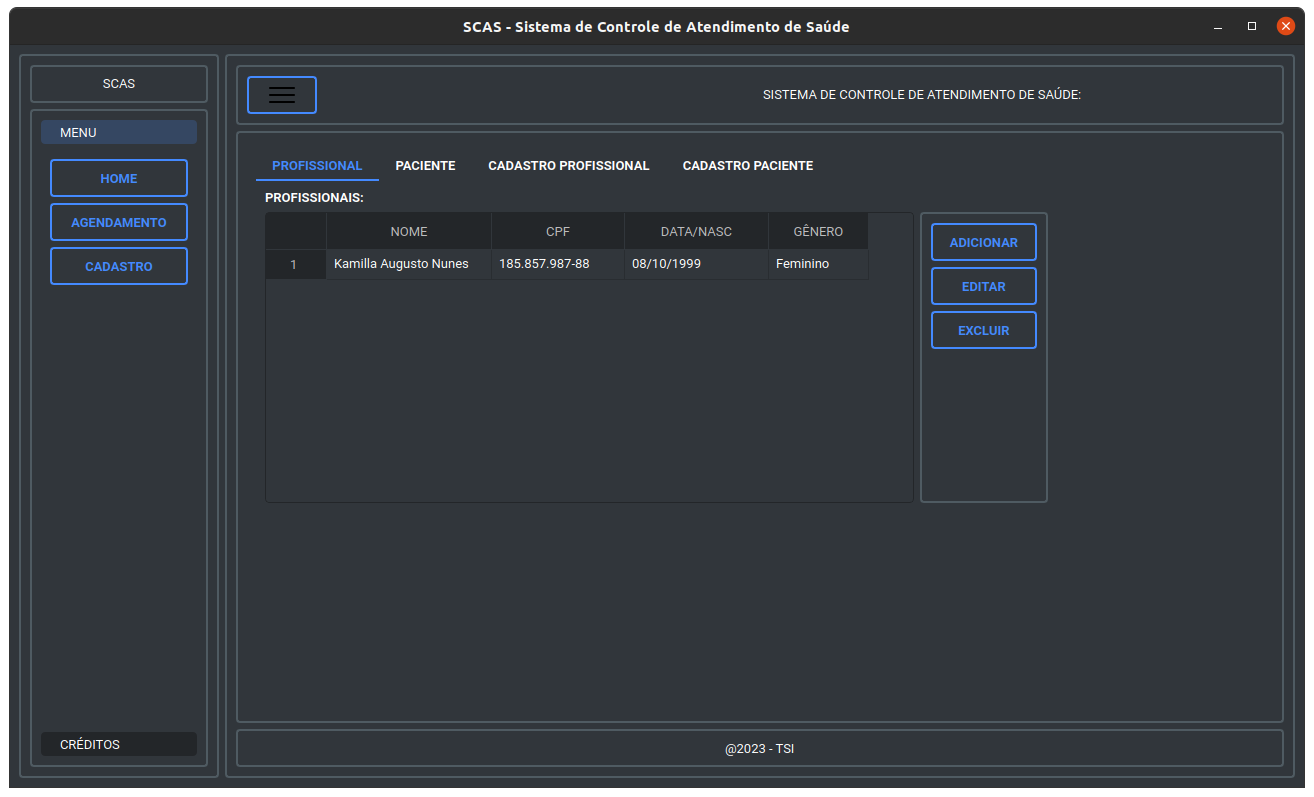 SCAS - Sistema de Controle de Atendimento de Saúde
SCAS
MENU
HOME
AGENDAMENTO
CADASTRO
CRÉDITOS
SISTEMA DE CONTROLE DE ATENDIMENTO DE SAÚDE:
PROFISSIONAL PACIENTE CADASTRO PROFISSIONAL CADASTRO PACIENTE
PROFISSIONAIS:
NOME CPF DATA/NASC GÊNERO
1 Kamilla Augusto Nunes 185.857.987-88 08/10/1999 Feminino
ADICIONAR
EDITAR
EXCLUIR
@2023 - TSI